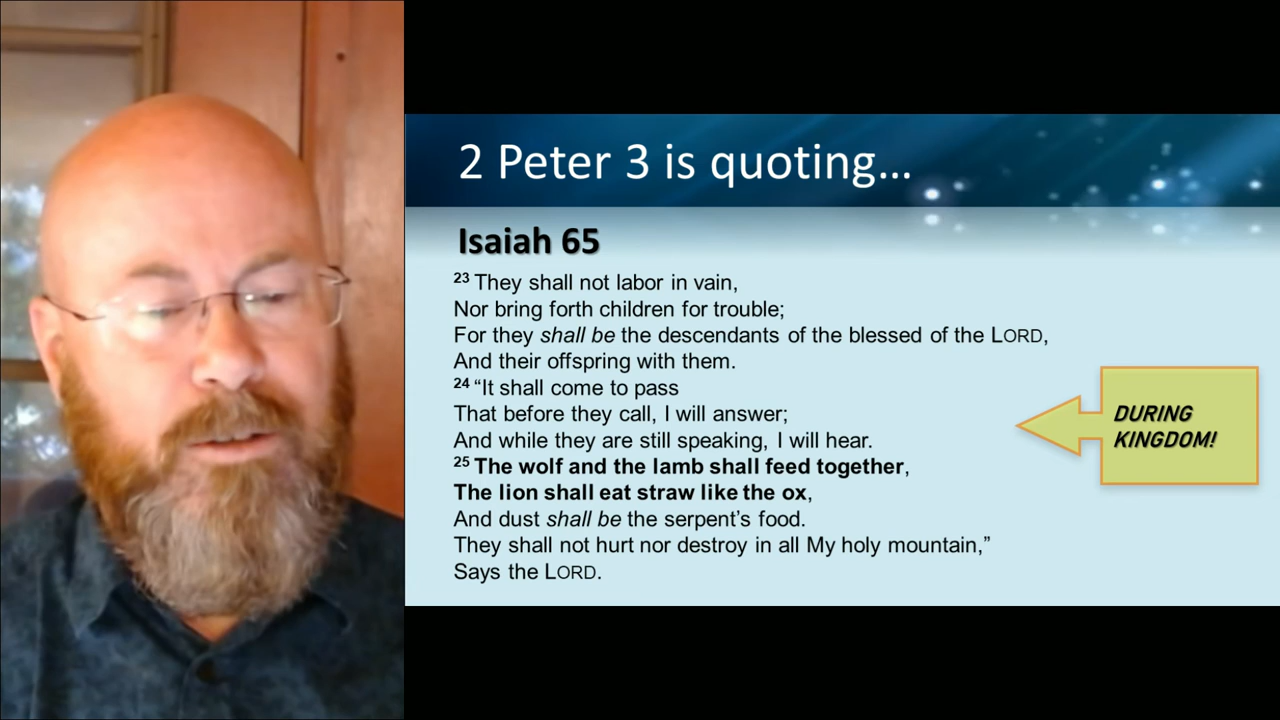 2 Peter 3 is quoting...
Isaiah 65
23 They shall not labor in vain,
Nor bring forth children for trouble;
For they shall be the descendants of the blessed of the LORD,
And their offspring with them.
24 “It shall come to pass
That before they call, I will answer;
And while they are still speaking, I will hear.
25 The wolf and the lamb shall feed together,
The lion shall eat straw like the ox,
And dust shall be the serpent’s food.
They shall not hurt nor destroy in all My holy mountain,”
Says the LORD.
DURING
KINGDOM!